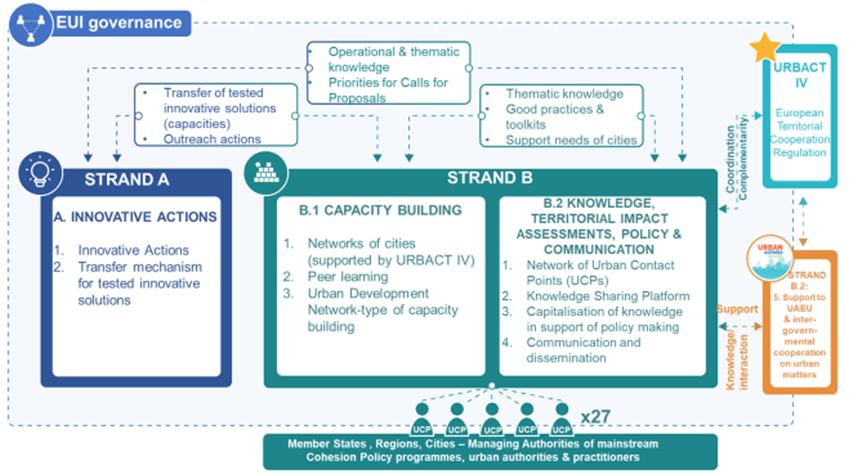 EUI governance
• Operational & thematic
knowledge
• Priorities for Calls for
Proposals
• Transfer of tested
innovative solutions
(capacities)
• Outreach actions
• Thematic knowledge
• Good practices &
toolkits
• Support needs of cities
URBACT
IV
European
Territorial
Cooperation
Regulation
Coordination
Complementarity
STRAND A
A. INNOVATIVE ACTIONS
1. Innovative Actions
2. Transfer mechanism
for tested innovative
solutions
STRAND B
B.1 CAPACITY BUILDING
1. Networks of cities
(supported by URBACT IV)
2. Peer learning
3. Urban Development
Network-type of capacity
building
B.2 KNOWLEDGE,
TERRITORIAL IMPACT
ASSESSMENTS, POLICY &
COMMUNICATION
1. Network of Urban Contact
Points (UCPs)
2. Knowledge Sharing Platform
3. Capitalisation of knowledge
in support of policy making
4. Communication and
dissemination
Support
Knowledge/
interaction
URBAN
AGENDA
STRAND
B.2:
5. Support to
UAEU
& inter-
govern-
mental
cooperation
on urban
matters
UCP UCP UCP UCP UCP
x27
Member States , Regions, Cities – Managing Authorities of mainstream
Cohesion Policy programmes, urban authorities & practitioners